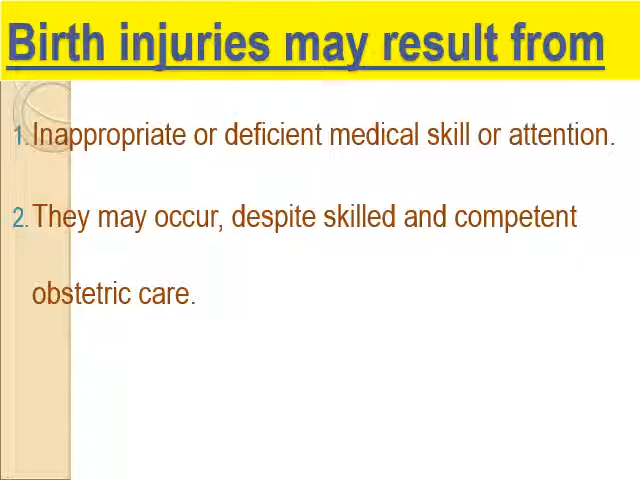 Birth injuries may result from
1. Inappropriate or deficient medical skill or attention.
2. They may occur, despite skilled and competent
obstetric care.